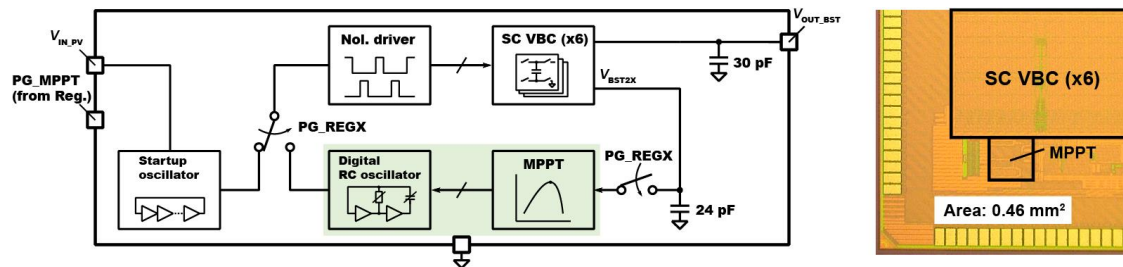 V_IN_PV
PG_MPPT
(from Reg.)
Startup
oscillator
PG_REGX
Nol. driver
Digital
RC oscillator
SC VBC (x6)
MPPT
V_BST2X
PG_REGX
24 pF
30 pF
V_OUT_BST
SC VBC (x6)
MPPT
Area: 0.46 mm²